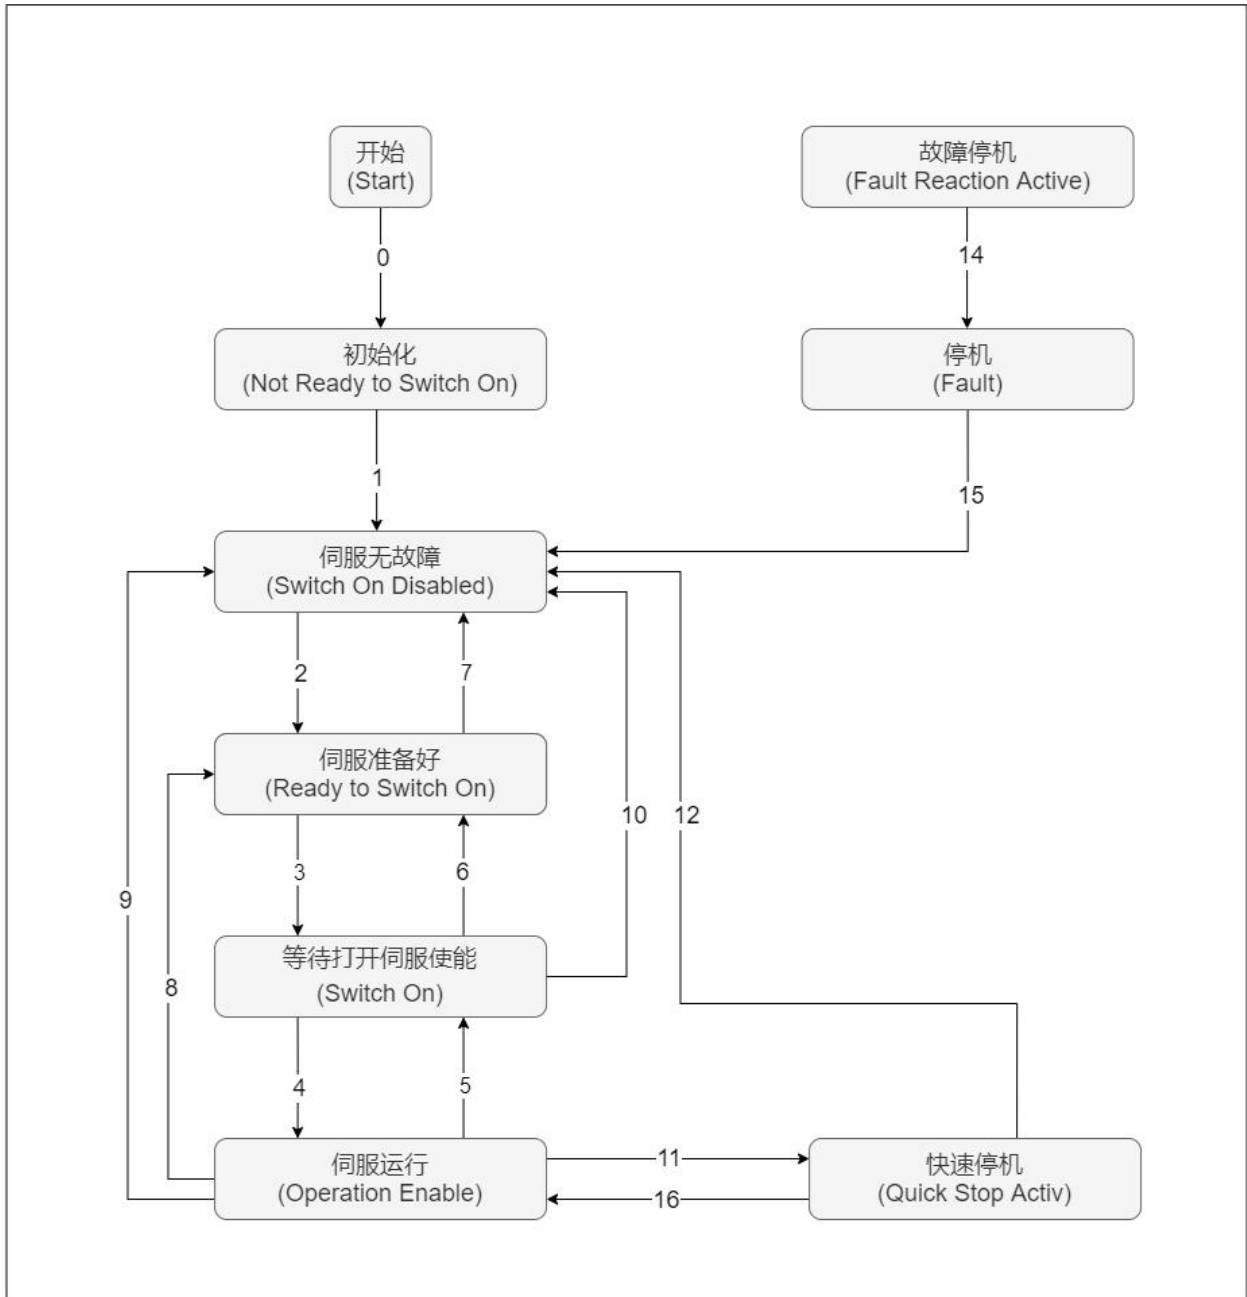 开始
(Start)
故障停机
(Fault Reaction Active)
0
14
初始化
(Not Ready to Switch On)
停机
(Fault)
1
15
伺服无故障
(Switch On Disabled)
2
7
伺服准备好
(Ready to Switch On)
10
12
3
6
9
等待打开伺服使能
(Switch On)
8
4
5
伺服运行
(Operation Enable)
11
16
快速停机
(Quick Stop Activ)